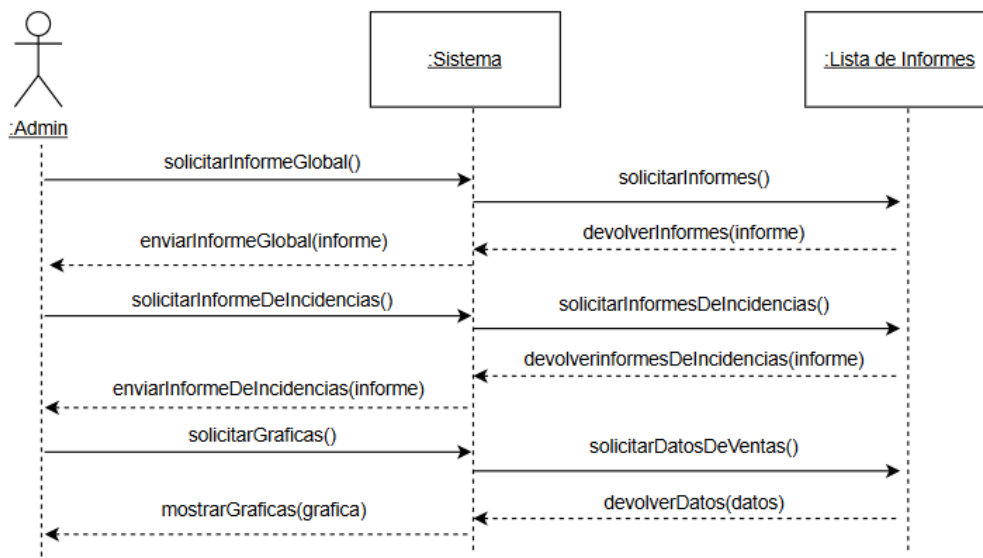 :Sistema
:Lista de Informes
:Admin
solicitarInformeGlobal()
solicitarInformes()
devolverInformes(informe)
enviarInformeGlobal(informe)
solicitarInformeDeIncidencias()
solicitarInformesDeIncidencias()
devolverinformesDeIncidencias(informe)
enviarInformeDeIncidencias(informe)
solicitarGraficas()
solicitarDatosDeVentas()
devolverDatos(datos)
mostrarGraficas(grafica)